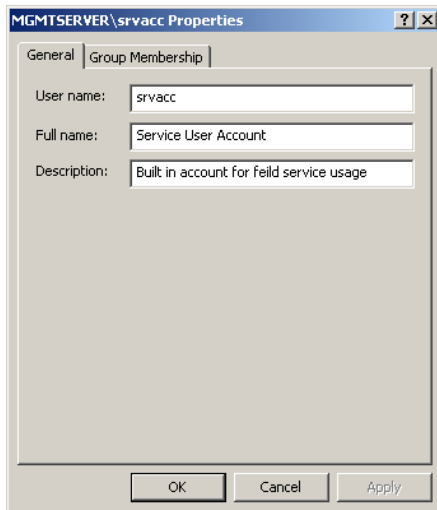 MGMTSERVER\srvacc Properties
General Group Membership
User name: srvacc
Full name: Service User Account
Description: Built in account for feild service usage
OK Cancel Apply